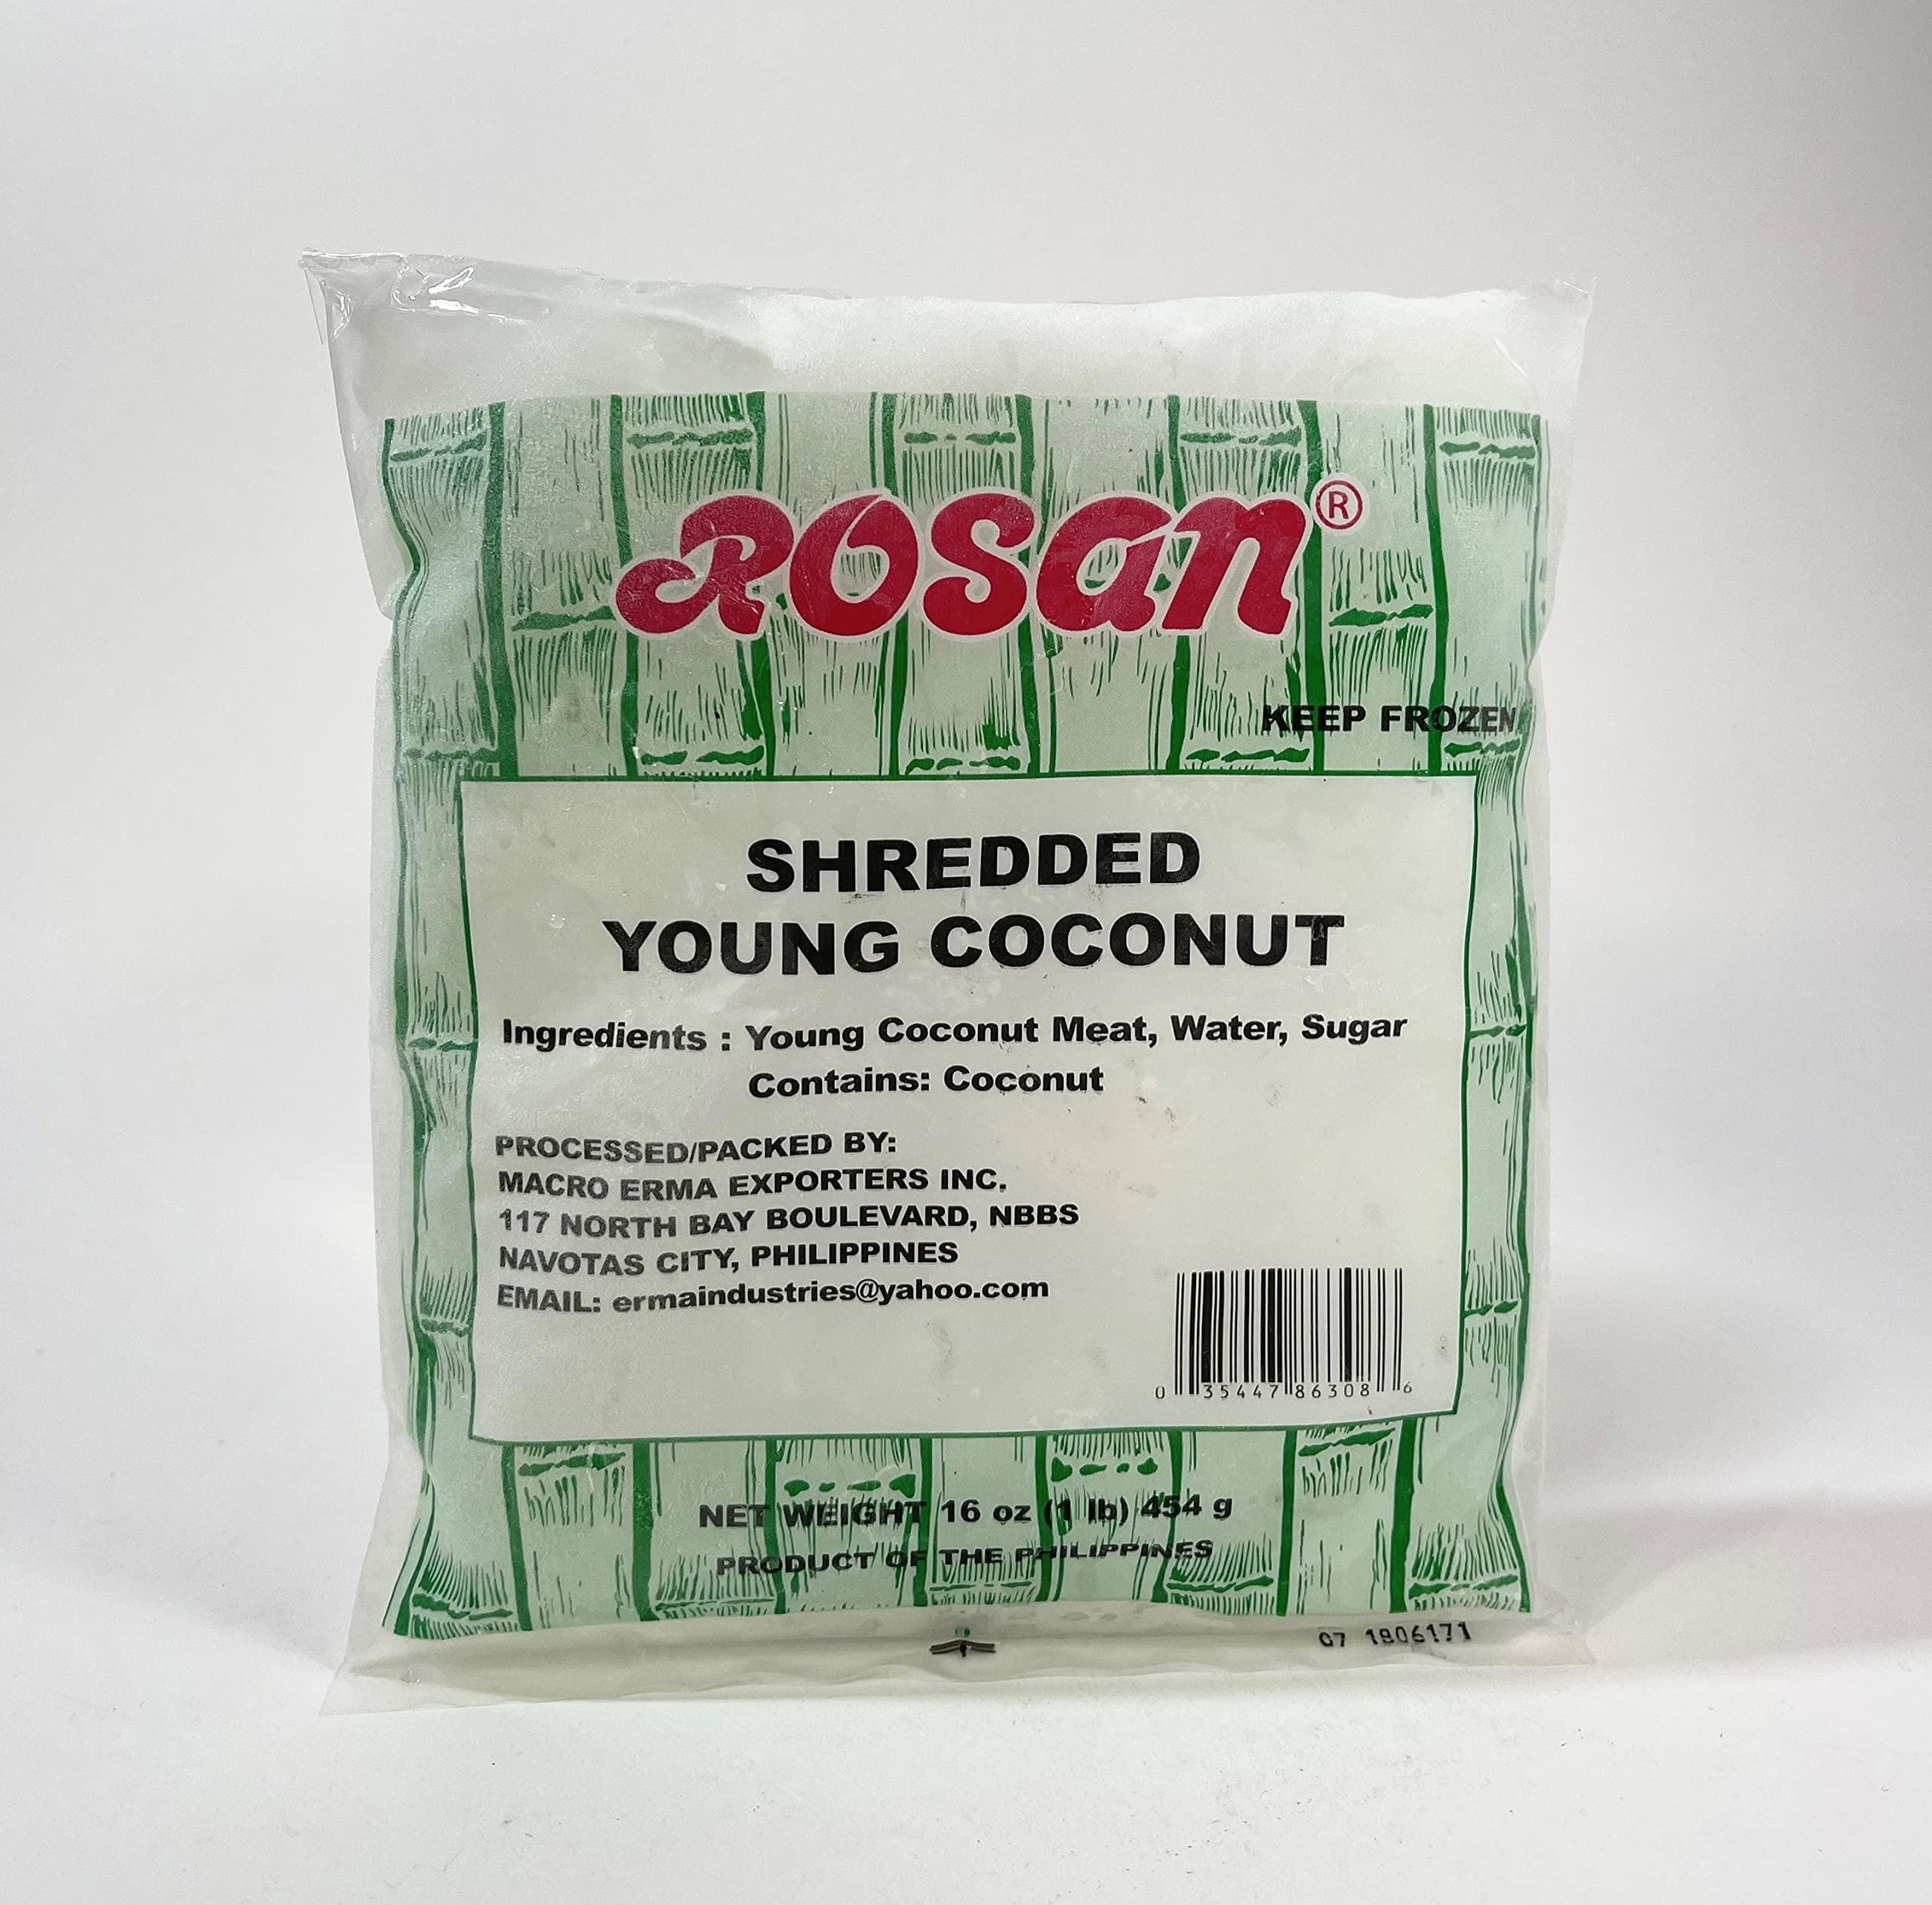 Rosan®
KEEP FROZEN
SHREDDED
YOUNG COCONUT
Ingredients : Young Coconut Meat, Water, Sugar
Contains: Coconut
PROCESSED/PACKED BY:
MACRO ERMA EXPORTERS INC.
117 NORTH BAY BOULEVARD, NBBS
NAVOTAS CITY, PHILIPPINES
EMAIL: ermaindustries@yahoo.com
0 35447 86308 6
NET WEIGHT 16 oz (1 lb) 454 g
PRODUCT OF THE PHILIPPINES
07 1806171